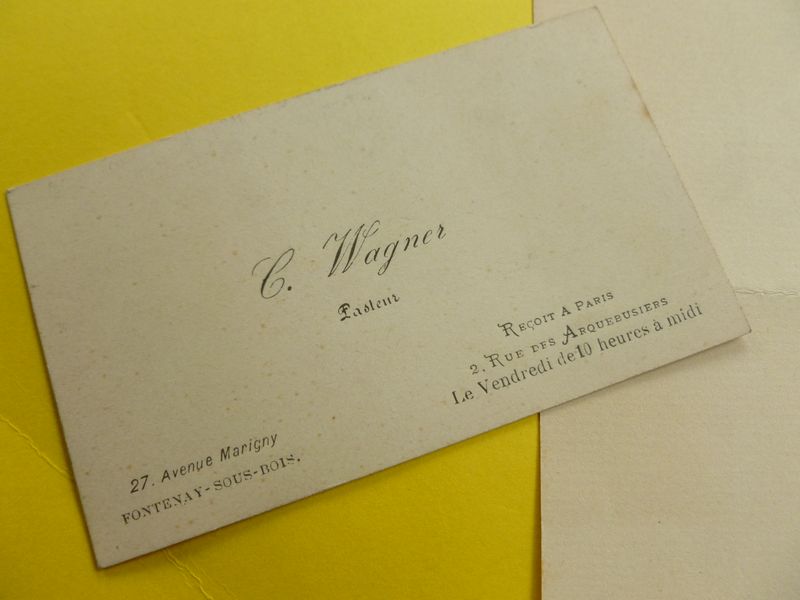 C. Wagner
Pasteur
REÇOIT A PARIS
2, RUE DES ARQUEBUSIERS
Le Vendredi de 10 heures à midi
27. Avenue Marigny
FONTENAY-SOUS-BOIS.